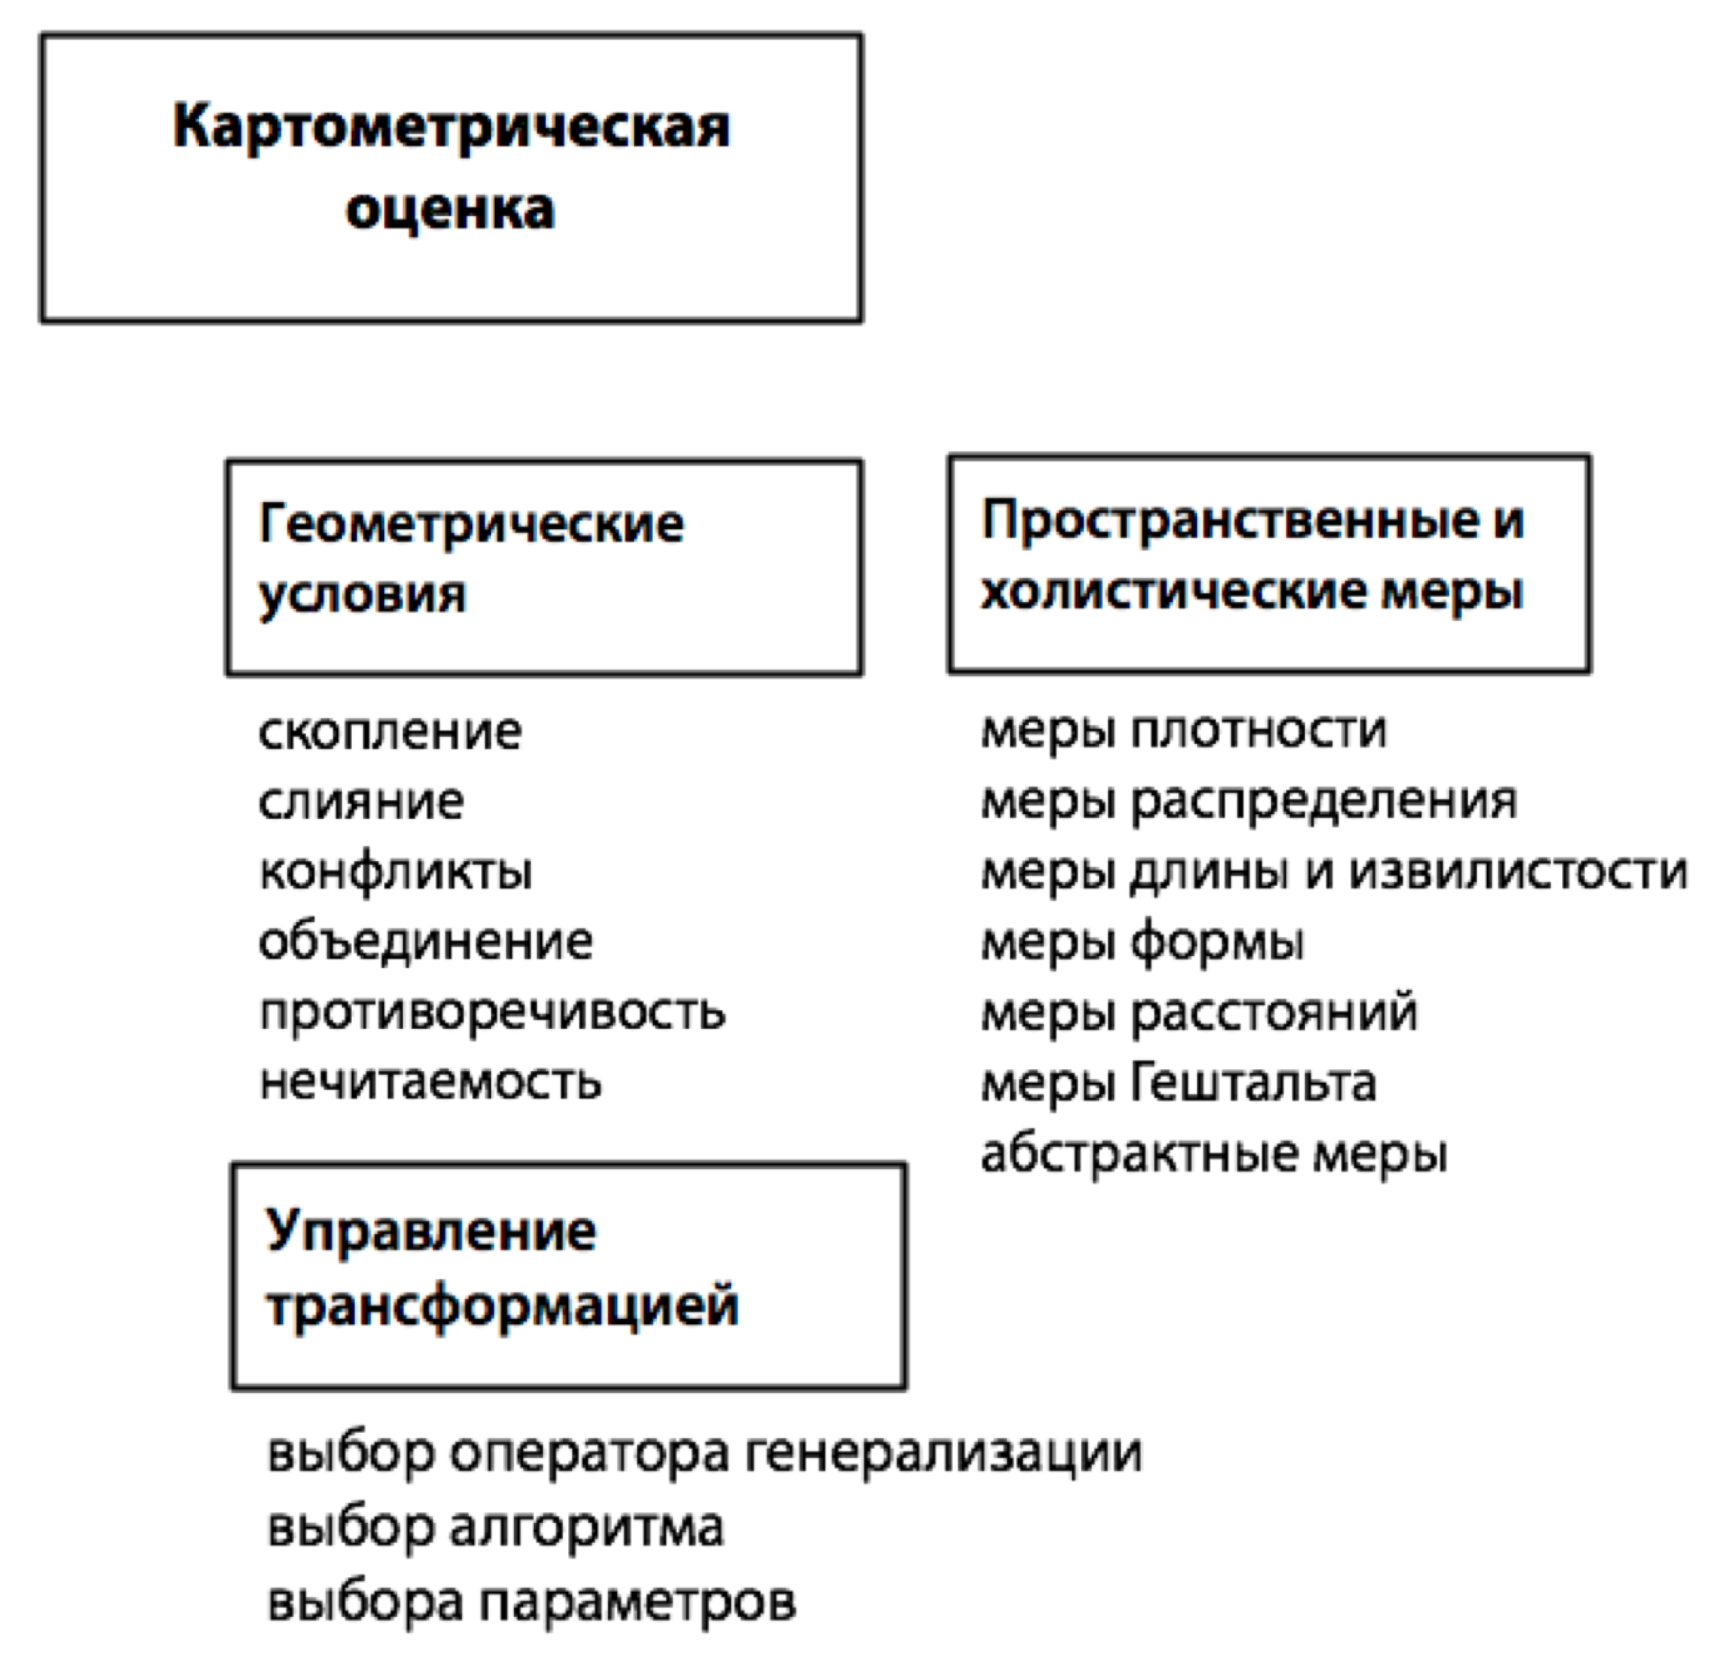 Картометрическая
оценка
Геометрические
условия
скопление
слияние
конфликты
объединение
противоречивость
нечитаемость
Пространственные и
холистические меры
меры плотности
меры распределения
меры длины и извилистости
меры формы
меры расстояний
меры Гештальта
абстрактные меры
Управление
трансформацией
выбор оператора генерализации
выбор алгоритма
выбора параметров